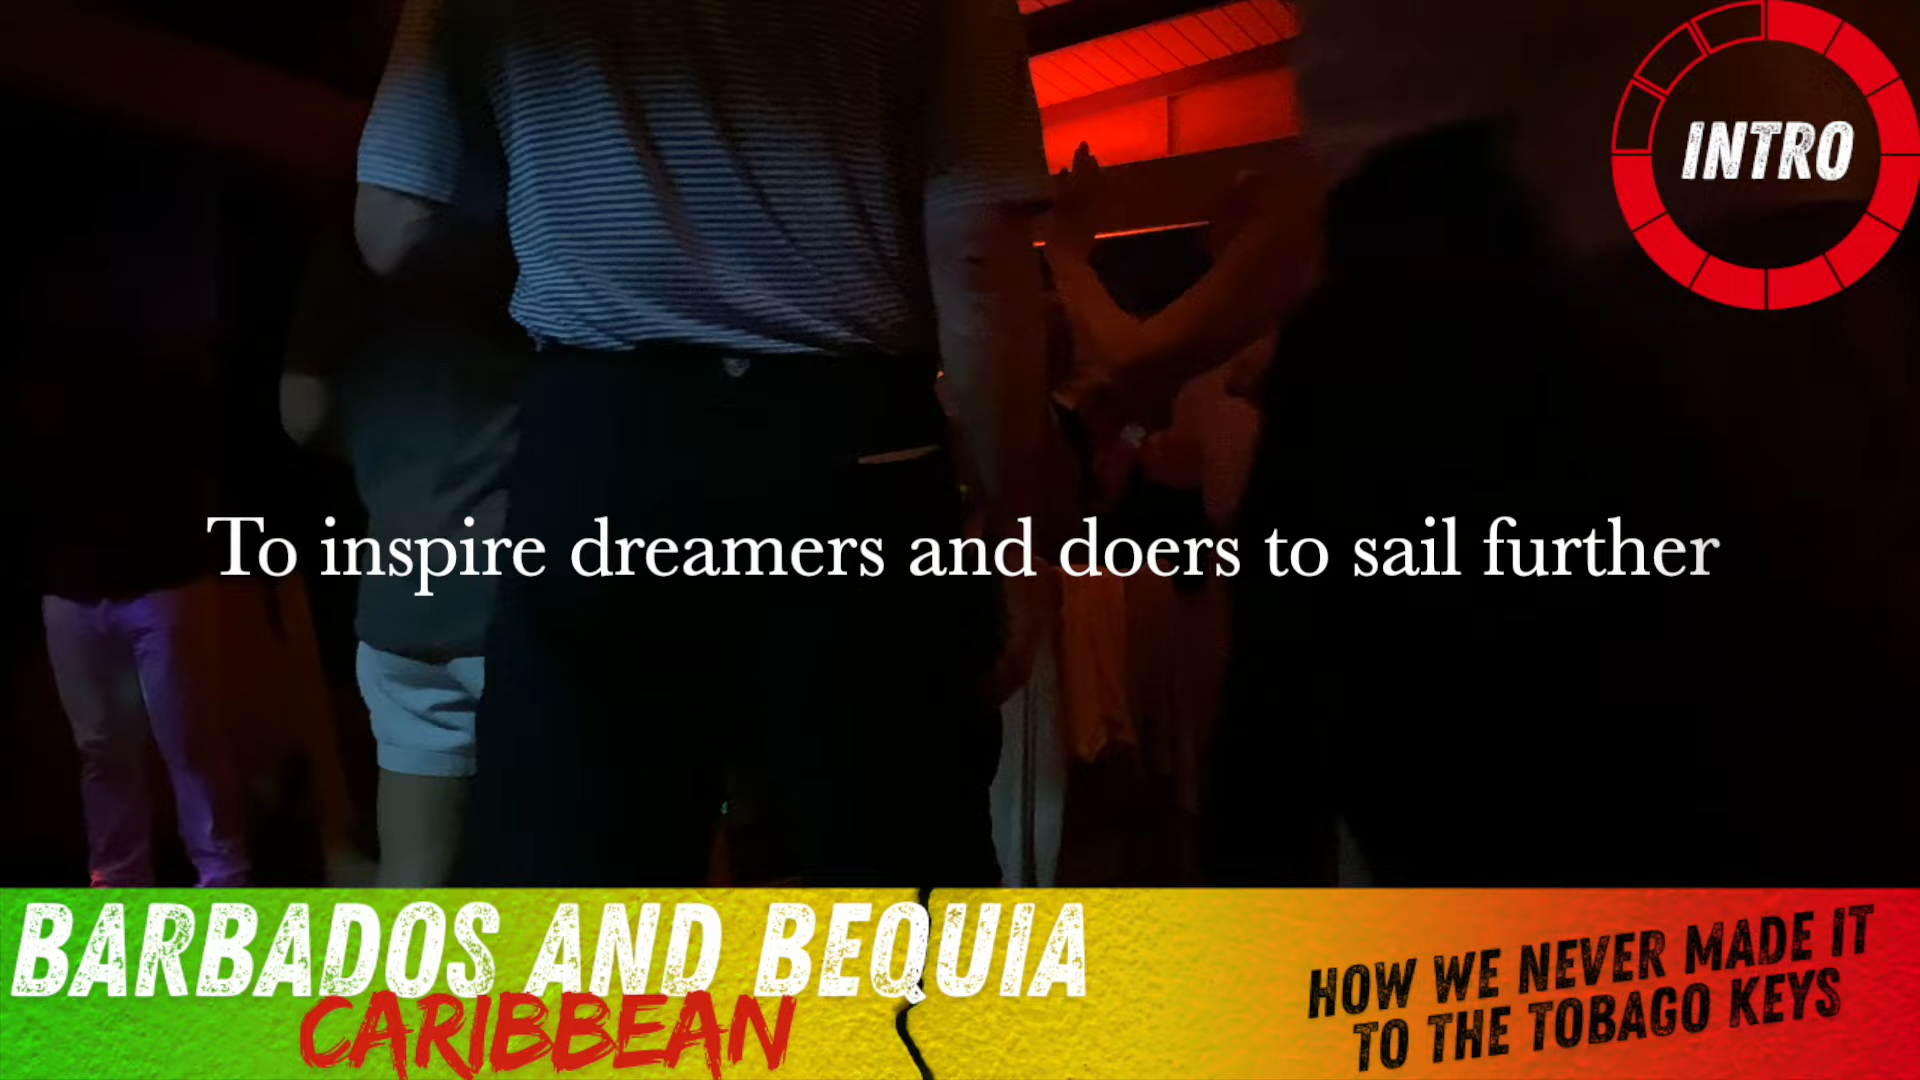 INTRO
To inspire dreamers and doers to sail further
BARBADOS AND BEQUIA
CARIBBEAN
HOW WE NEVER MADE IT
TO THE TOBAGO KEYS